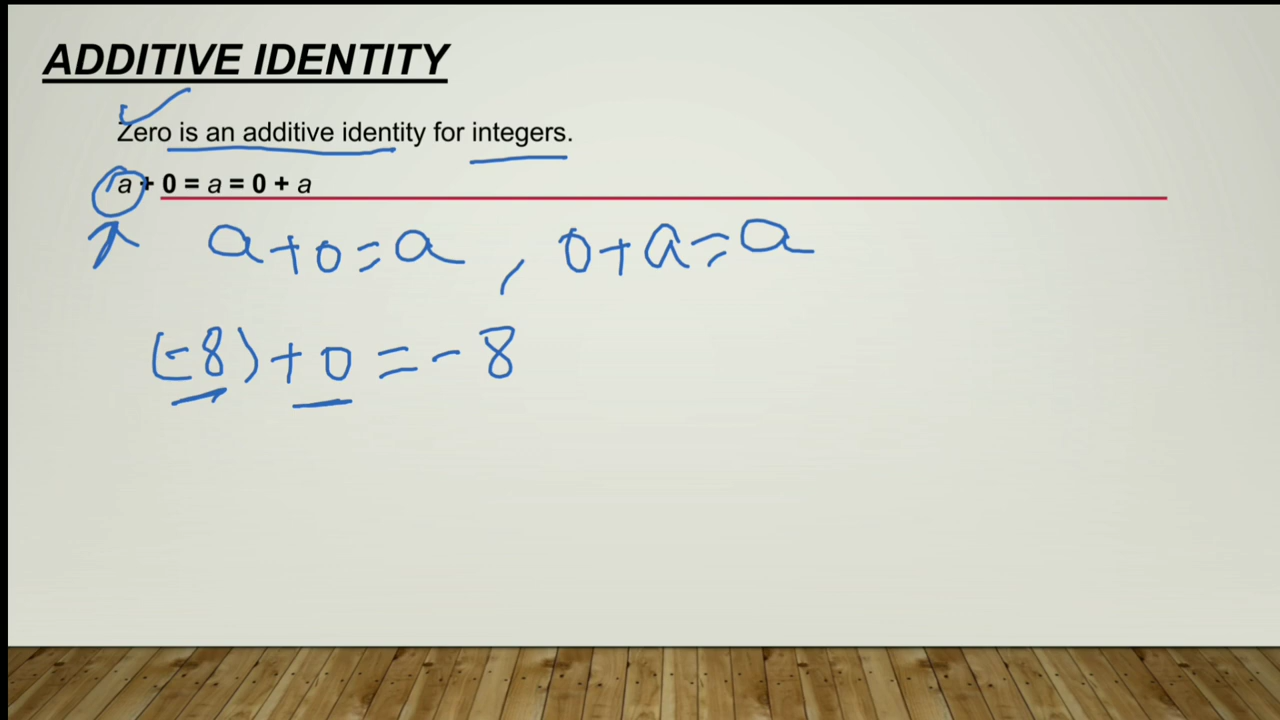 ADDITIVE IDENTITY
Zero is an additive identity for integers.
a + 0 = a = 0 + a
a+0=a , 0+a=a
(-8)+0=-8